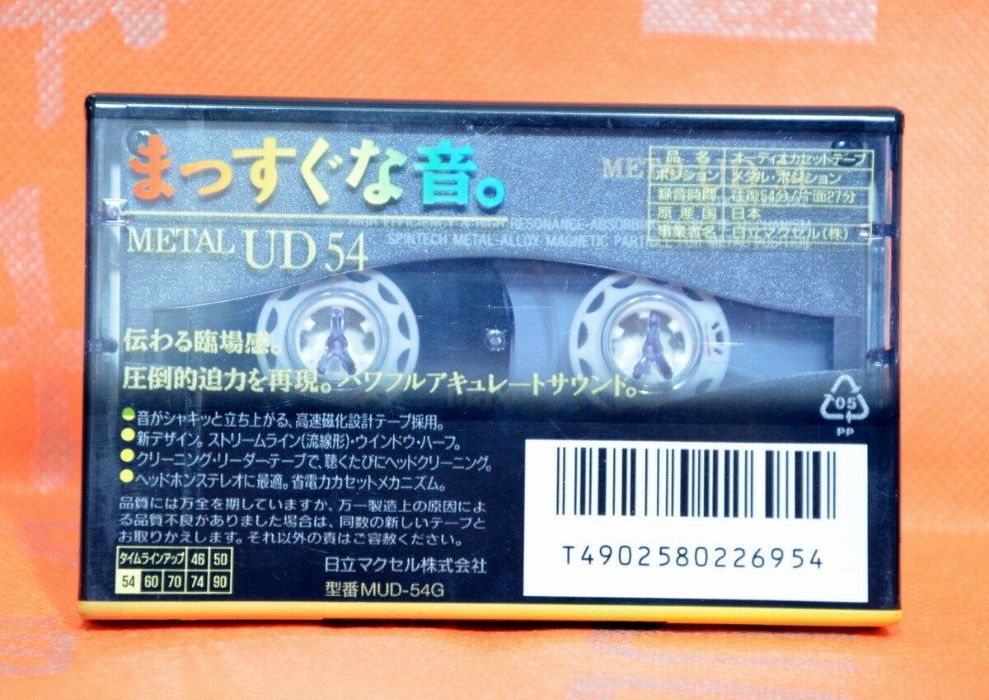 まっすぐな音。
METAL UD 54
品名 オーディオカセットテープ
ポジション メタル・ポジション
録音時間 往復54分/片面27分
原産国 日本
事業者名 日立マクセル(株)
RESONANCE-ABSORB
SPINTECH METAL-ALLOY MAGNETIC
伝わる臨場感。
圧倒的迫力を再現。パワフルアキュレートサウンド。
●音がシャキッと立ち上がる、高速磁化設計テープ採用。
●新デザイン。ストリームライン(流線形)・ウインドウ・ハーフ。
●クリーニング・リーダーテープで、聴くたびにヘッドクリーニング。
●ヘッドホンステレオに最適。省電力カセットメカニズム。
品質には万全を期していますが、万一製造上の原因によ
る品質不良がありました場合は、同数の新しいテープと
お取りかえします。それ以外の責はご容赦ください。
タイムラインアップ 46 50
54 60 70 74 90
日立マクセル株式会社
型番MUD-54G
05
PP
T4902580226954